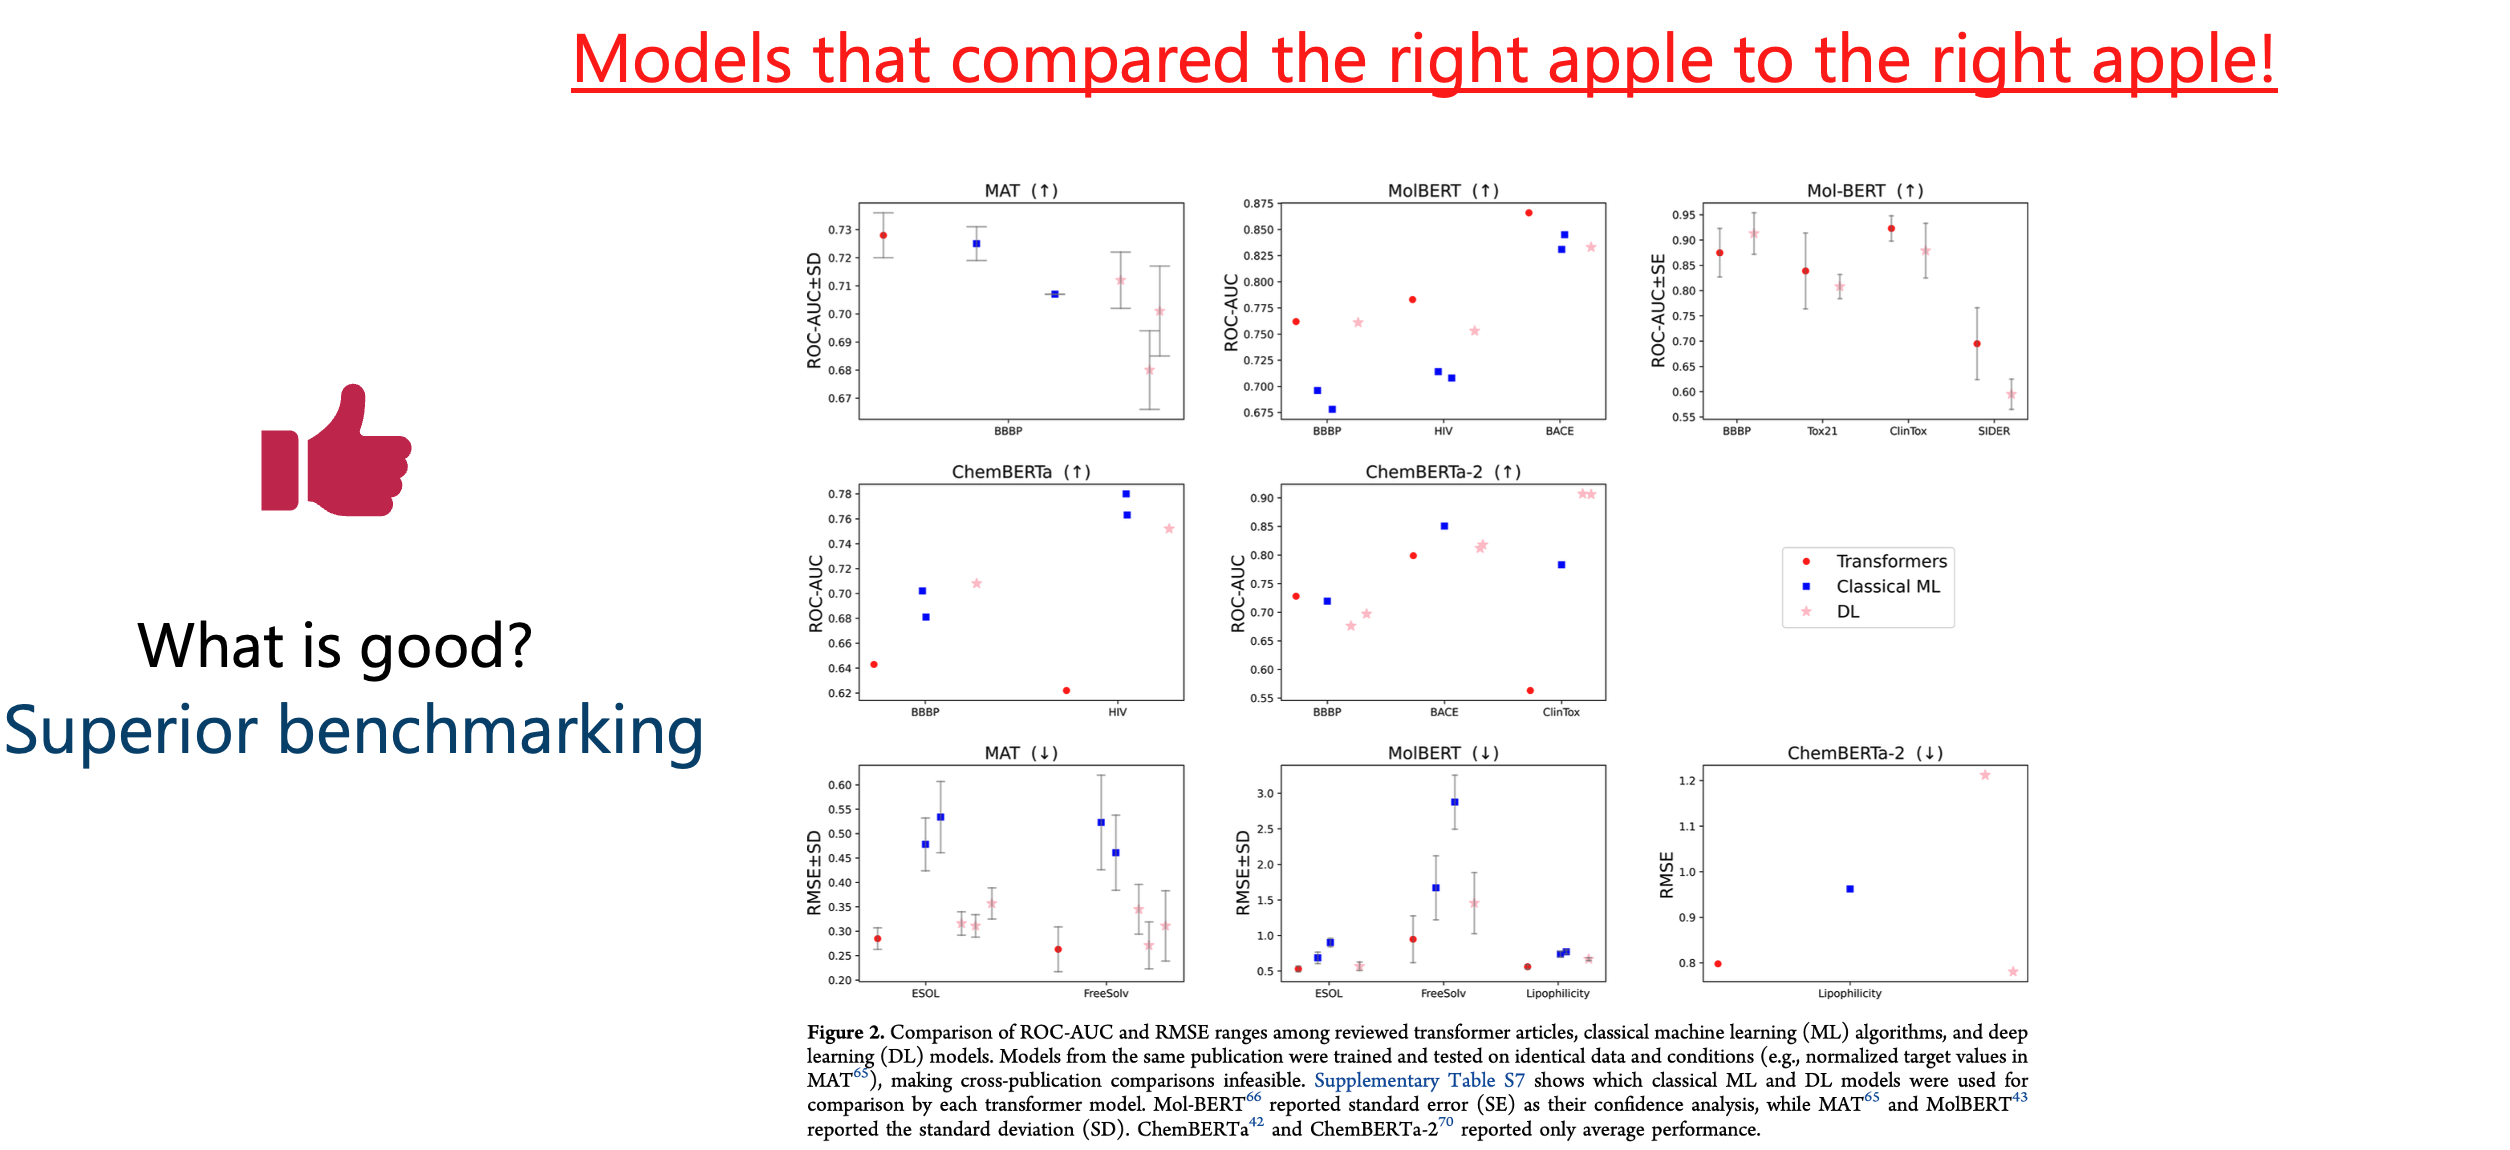 Models that compared the right apple to the right apple!
What is good?
Superior benchmarking
MAT (↑)
ROC-AUC±SD
0.73
0.72
0.71
0.70
0.69
0.68
0.67
BBBP
MolBERT (↑)
ROC-AUC
0.875
0.850
0.825
0.800
0.775
0.750
0.725
0.700
0.675
BBBP HIV BACE
Mol-BERT (↑)
ROC-AUC±SE
0.95
0.90
0.85
0.80
0.75
0.70
0.65
0.60
0.55
BBBP Tox21 ClinTox SIDER
ChemBERTa (↑)
ROC-AUC
0.78
0.76
0.74
0.72
0.70
0.68
0.66
0.64
0.62
BBBP HIV
ChemBERTa-2 (↑)
ROC-AUC
0.90
0.85
0.80
0.75
0.70
0.65
0.60
0.55
BBBP BACE ClinTox
Transformers
Classical ML
DL
MAT (↓)
RMSE±SD
0.60
0.55
0.50
0.45
0.40
0.35
0.30
0.25
0.20
ESOL FreeSolv
MolBERT (↓)
RMSE±SD
3.0
2.5
2.0
1.5
1.0
0.5
ESOL FreeSolv Lipophilicity
ChemBERTa-2 (↓)
RMSE
1.2
1.1
1.0
0.9
0.8
Lipophilicity
Figure 2. Comparison of ROC-AUC and RMSE ranges among reviewed transformer articles, classical machine learning (ML) algorithms, and deep
learning (DL) models. Models from the same publication were trained and tested on identical data and conditions (e.g., normalized target values in
MAT65), making cross-publication comparisons infeasible. Supplementary Table S7 shows which classical ML and DL models were used for
comparison by each transformer model. Mol-BERT66 reported standard error (SE) as their confidence analysis, while MAT65 and MolBERT43
reported the standard deviation (SD). ChemBERTa42 and ChemBERTa-270 reported only average performance.